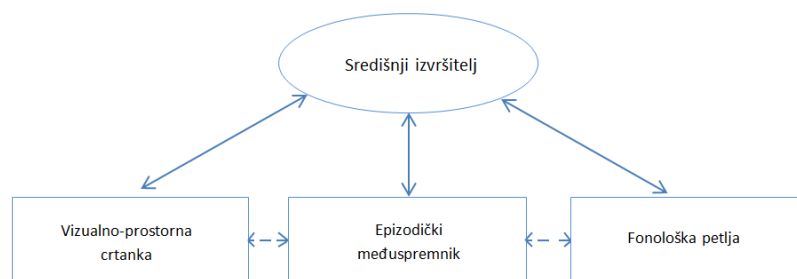 Središnji izvršitelj
Vizualno-prostorna
crtanka
Epizodički
međuspremnik
Fonološka petlja